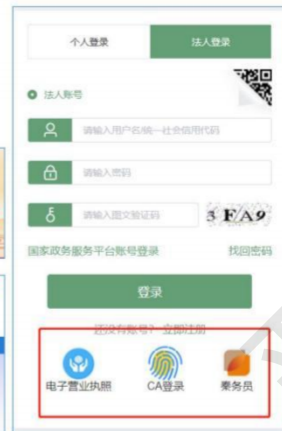 个人登录 法人登录
法人账号
请输入用户名/统一社会信用代码
请输入密码
请输入图文验证码 3 F/A9
国家政务服务平台账号登录 找回密码
登录
还没有账号? 立即注册
电子营业执照 CA登录 秦务员